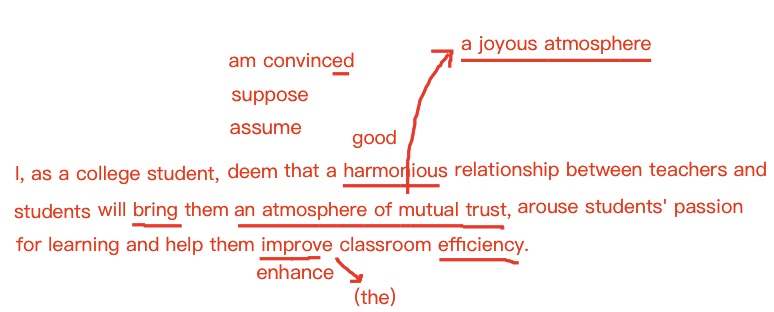 a joyous atmosphere
am convinced
suppose
assume
good
I, as a college student, deem that a harmonious relationship between teachers and
students will bring them an atmosphere of mutual trust, arouse students' passion
for learning and help them improve classroom efficiency.
enhance
(the)